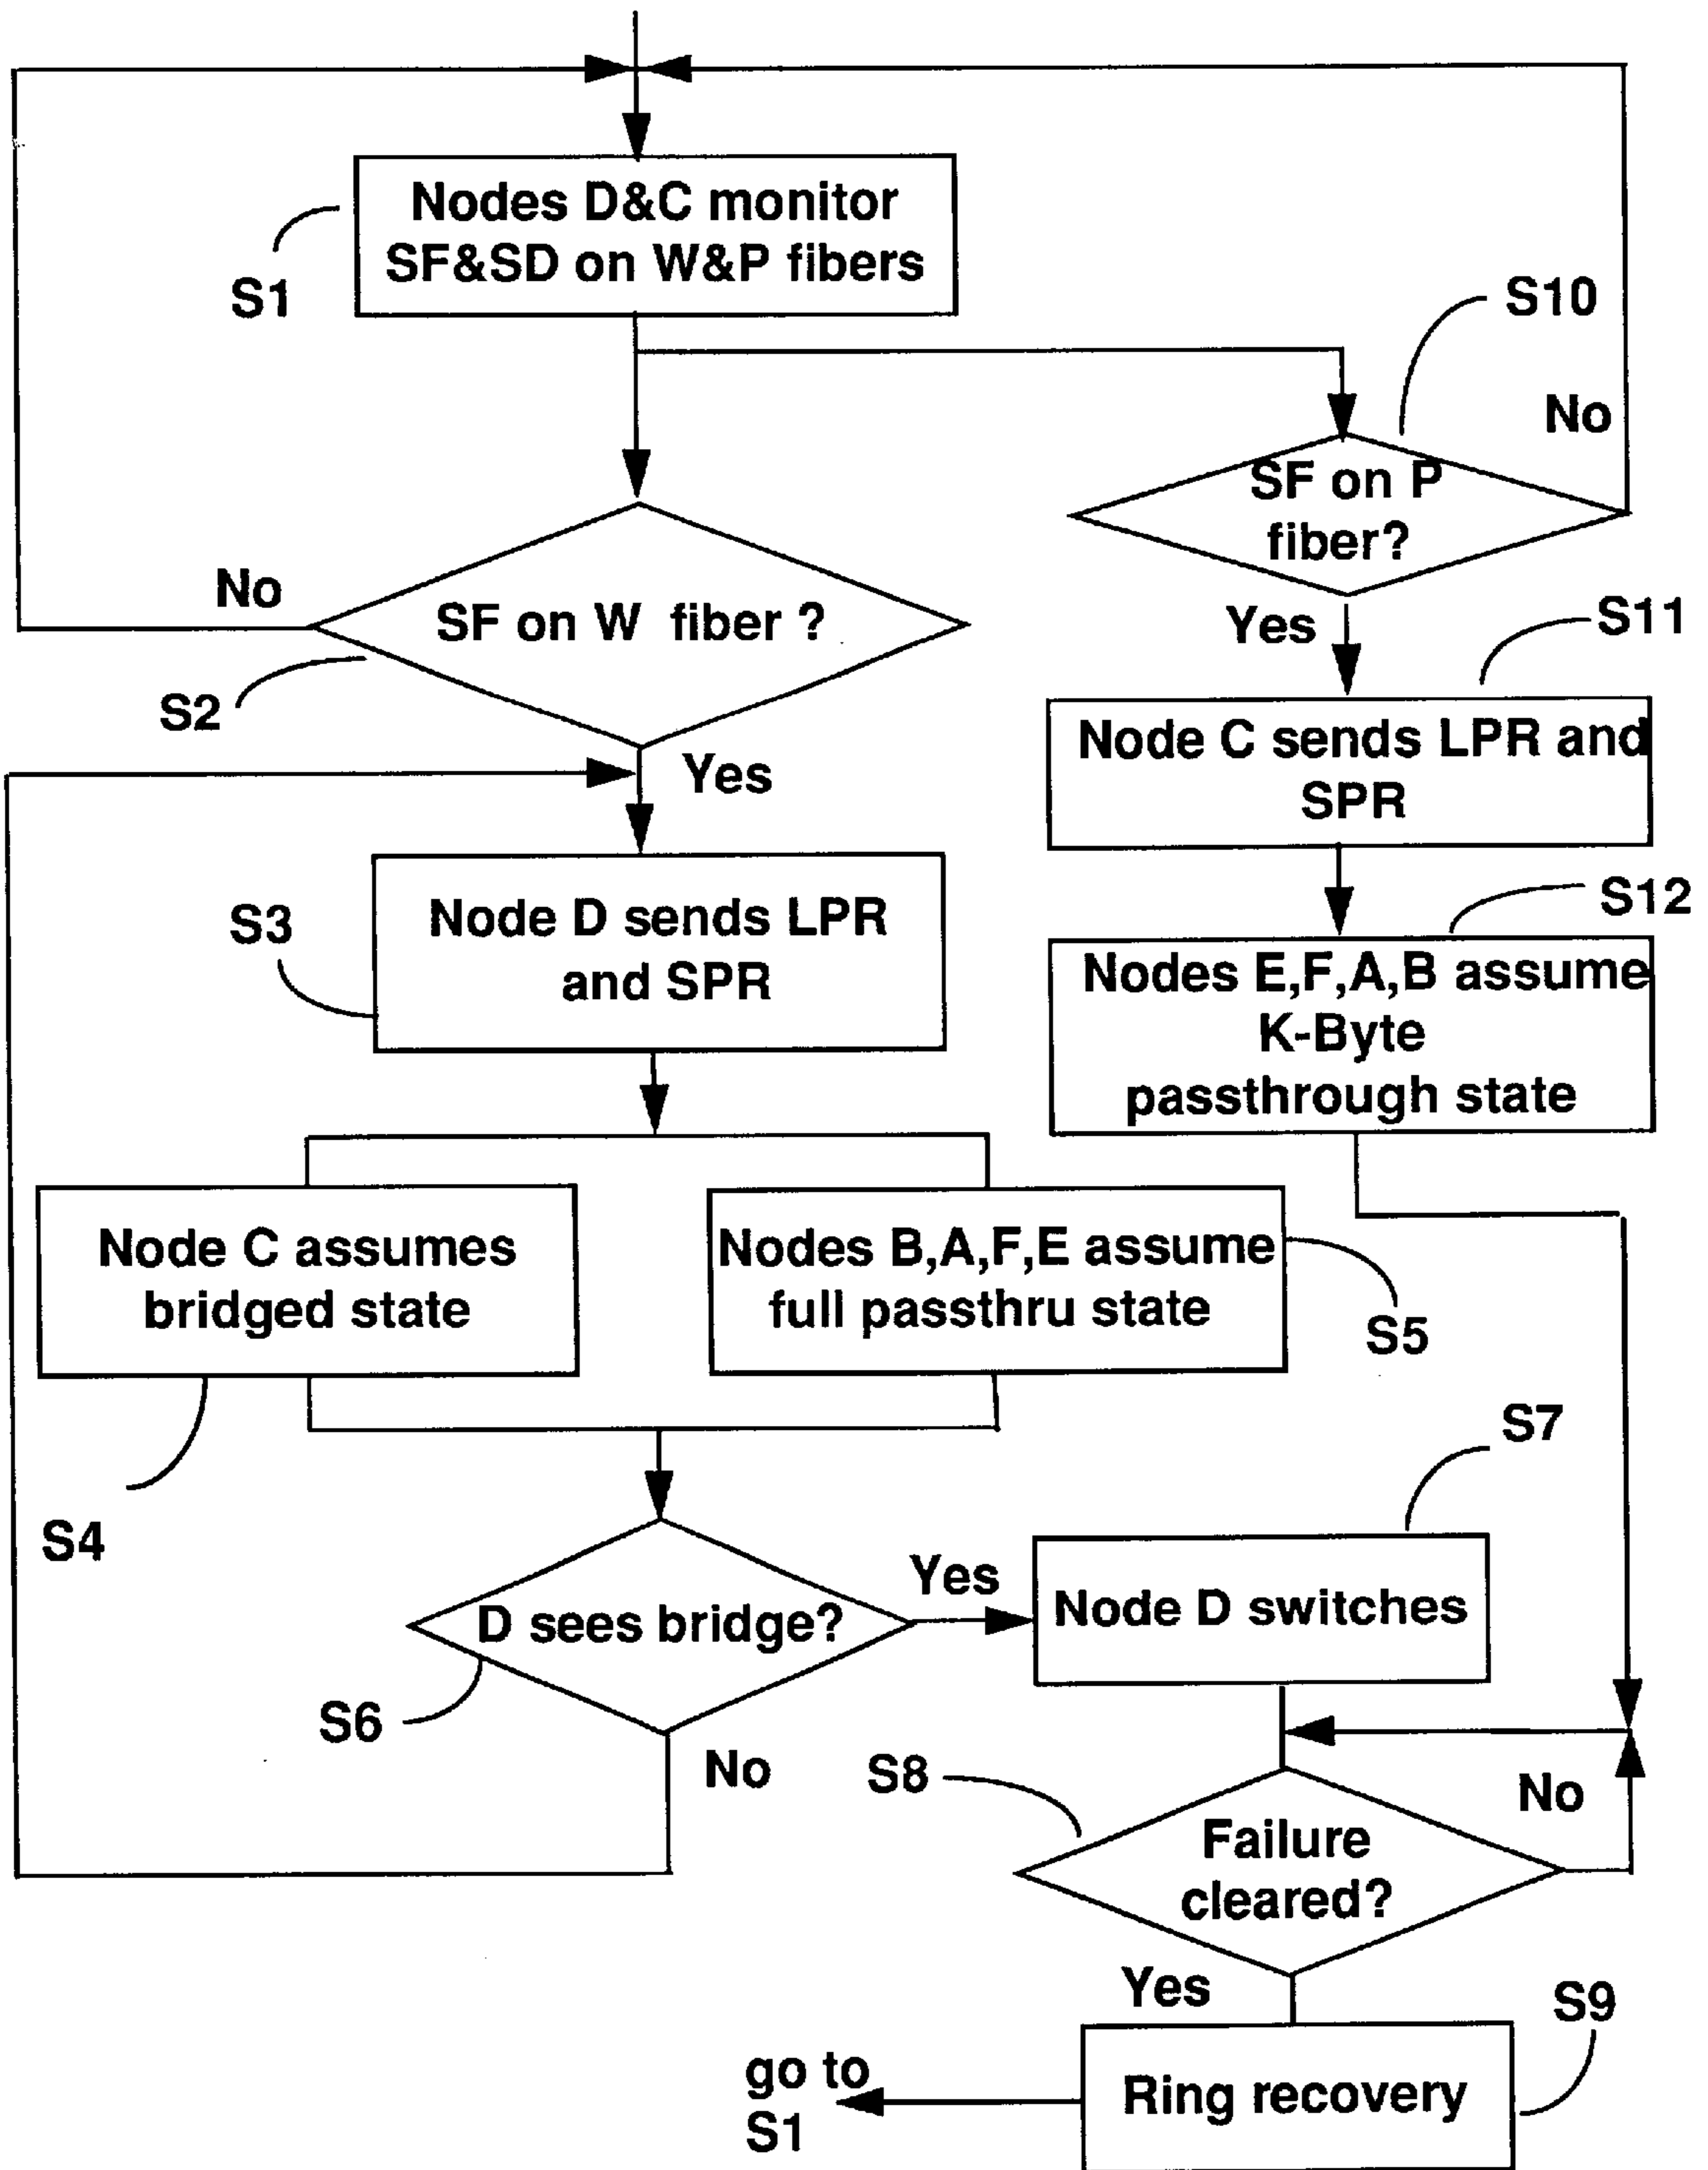 Nodes D&C monitor
SF&SD on W&P fibers
S1
S10
No
SF on P
fiber?
No
SF on W fiber ?
Yes
S11
S2
Node C sends LPR and
SPR
Yes
S12
S3
Node D sends LPR
and SPR
Nodes E,F,A,B assume
K-Byte
passthrough state
Node C assumes
bridged state
Nodes B,A,F,E assume
full passthru state
S5
S7
S4
Yes
D sees bridge?
Node D switches
S6
No
S8
No
Failure
cleared?
Yes
S9
go to
S1
Ring recovery